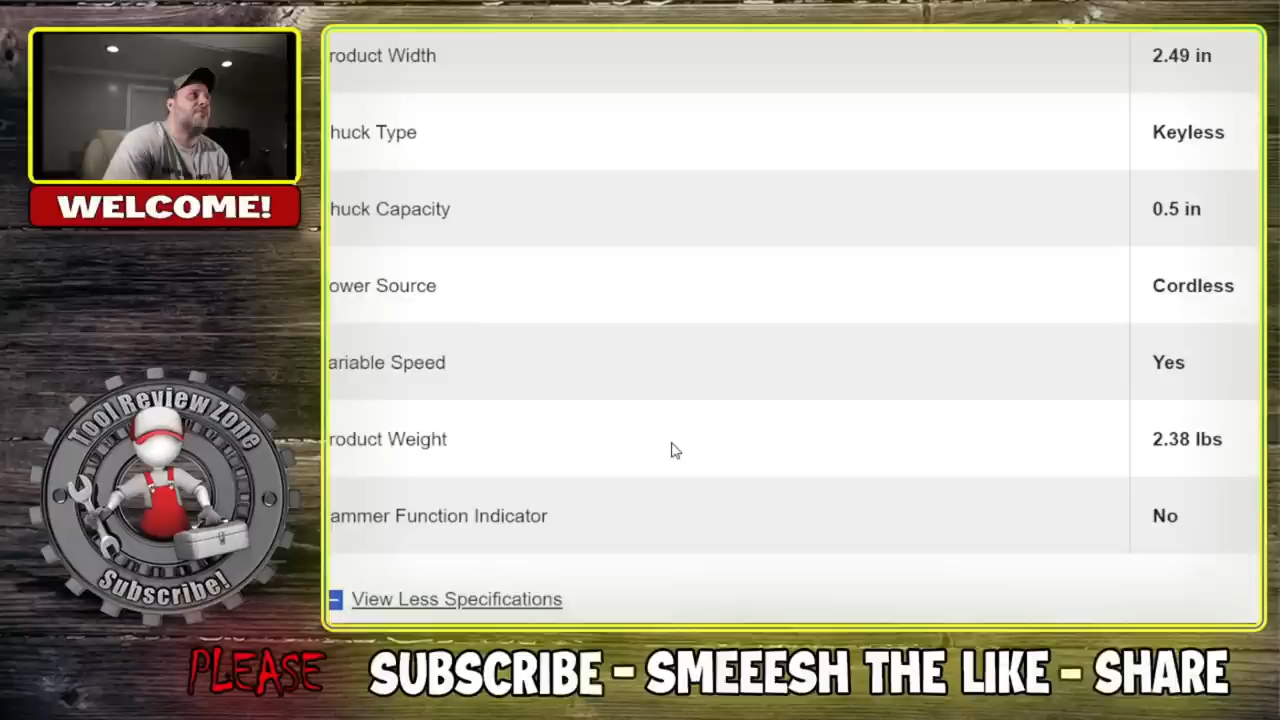 roduct Width 2.49 in
WELCOME!
huck Type Keyless
huck Capacity 0.5 in
ower Source Cordless
ariable Speed Yes
roduct Weight 2.38 lbs
ammer Function Indicator No
View Less Specifications
Tool Review Zone
Subscribe!
PLEASE SUBSCRIBE - SMEEESH THE LIKE - SHARE